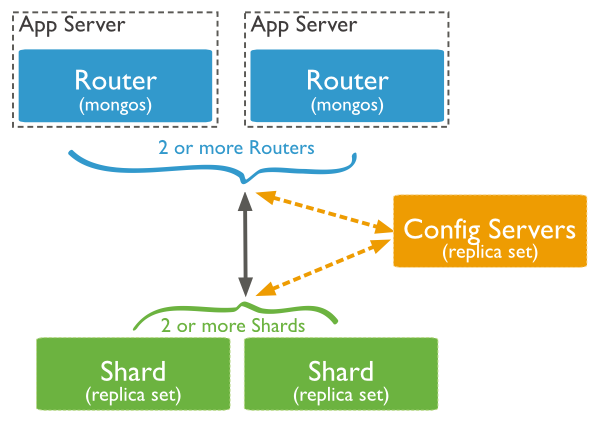 App Server
App Server
Router
(mongos)
Router
(mongos)
2 or more Routers
Config Servers
(replica set)
2 or more Shards
Shard
(replica set)
Shard
(replica set)